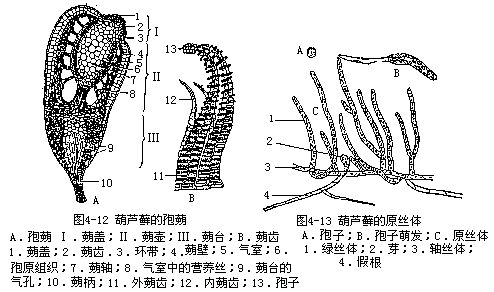 1
2
3
I
4
5
6
7
8
II
III
9
10
A
13
12
11
B
A
B
C
1
2
3
4
图4-12 葫芦藓的孢蒴
A．孢蒴 I．蒴盖；II．蒴壶；III．蒴台；B．蒴齿
1．蒴盖；2．蒴齿．3．环带；4．蒴壁；5．气室；6．
孢原组织；7．蒴轴；8．气室中的营养丝；9．蒴台的
气孔；10．蒴柄；11．外蒴齿；12．内蒴齿；13．孢子
图4-13 葫芦藓的原丝体
A．孢子；B．孢子萌发；C．原丝体
1．绿丝体；2．芽；3．轴丝体；
4．假根